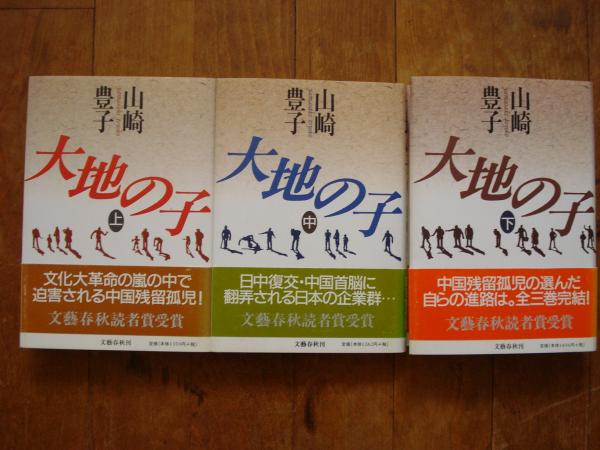 山崎
豊子
大地の子
上
文化大革命の嵐の中で
迫害される中国残留孤児!
文藝春秋読者賞受賞
文藝春秋刊
山崎
豊子
大地の子
中
日中復交・中国首脳に
翻弄される日本の企業群…
文藝春秋読者賞受賞
文藝春秋刊
山崎
豊子
大地の子
下
中国残留孤児の選んだ
自らの進路は。全三巻完結!
文藝春秋読者賞受賞
文藝春秋刊